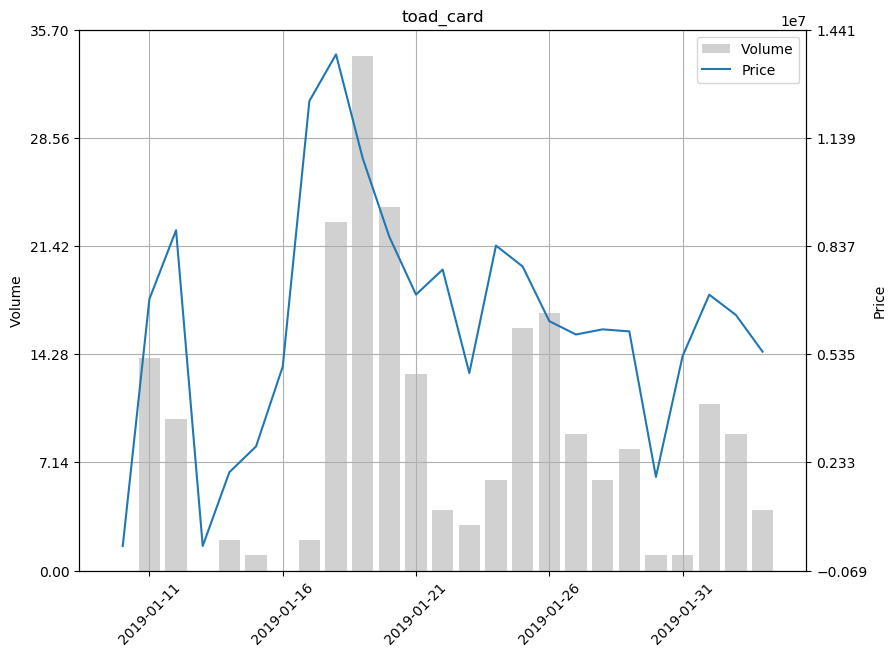 toad_card
1e7
35.70
28.56
21.42
14.28
7.14
0.00
Volume
1.441
1.139
0.837
0.535
0.233
−0.069
Price
Volume
Price
2019-01-11
2019-01-16
2019-01-21
2019-01-26
2019-01-31